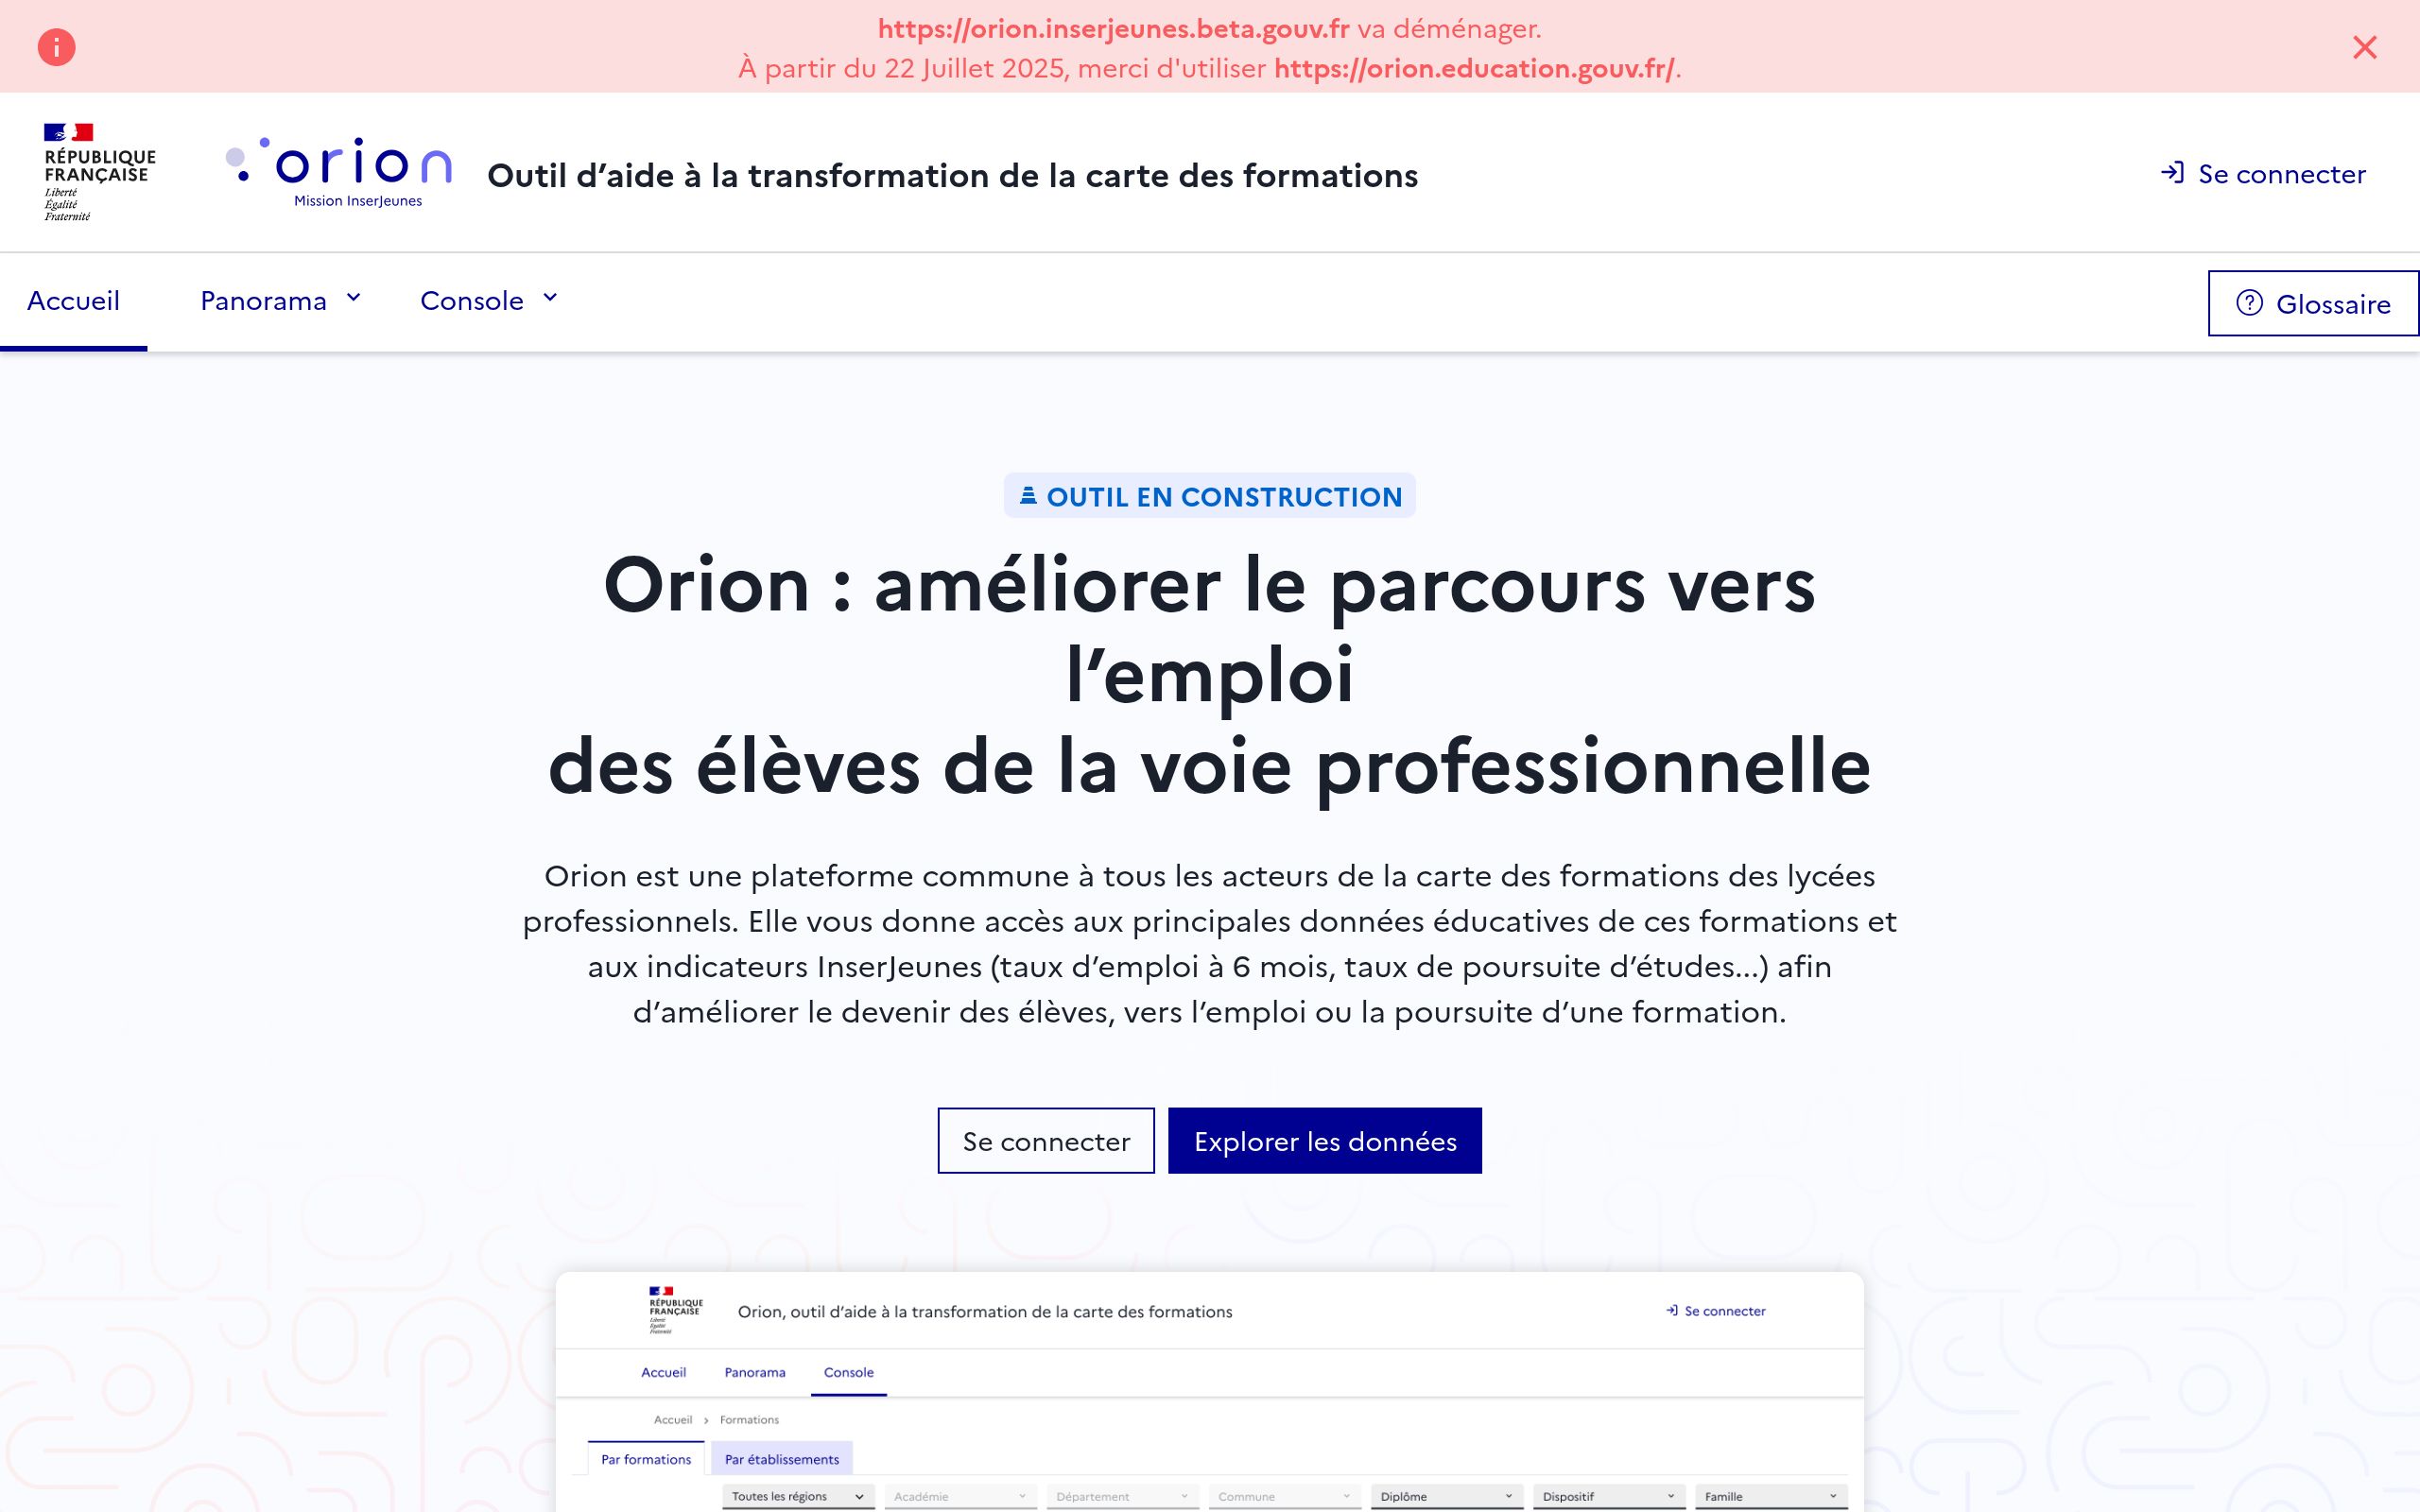 https://orion.inserjeunes.beta.gouv.fr va déménager.
À partir du 22 Juillet 2025, merci d'utiliser https://orion.education.gouv.fr/.
RÉPUBLIQUE
FRANÇAISE
Liberté
Égalité
Fraternité
orion
Mission InserJeunes
Outil d’aide à la transformation de la carte des formations
Se connecter
Accueil
Panorama
Console
Glossaire
OUTIL EN CONSTRUCTION
Orion : améliorer le parcours vers
l’emploi
des élèves de la voie professionnelle
Orion est une plateforme commune à tous les acteurs de la carte des formations des lycées
professionnels. Elle vous donne accès aux principales données éducatives de ces formations et
aux indicateurs InserJeunes (taux d’emploi à 6 mois, taux de poursuite d’études...) afin
d’améliorer le devenir des élèves, vers l’emploi ou la poursuite d’une formation.
Se connecter
Explorer les données
RÉPUBLIQUE
FRANÇAISE
Liberté
Égalité
Fraternité
Orion, outil d’aide à la transformation de la carte des formations
Se connecter
Accueil
Panorama
Console
Accueil > Formations
Par formations
Par établissements
Toutes les régions
Académie
Département
Commune
Diplôme
Dispositif
Famille